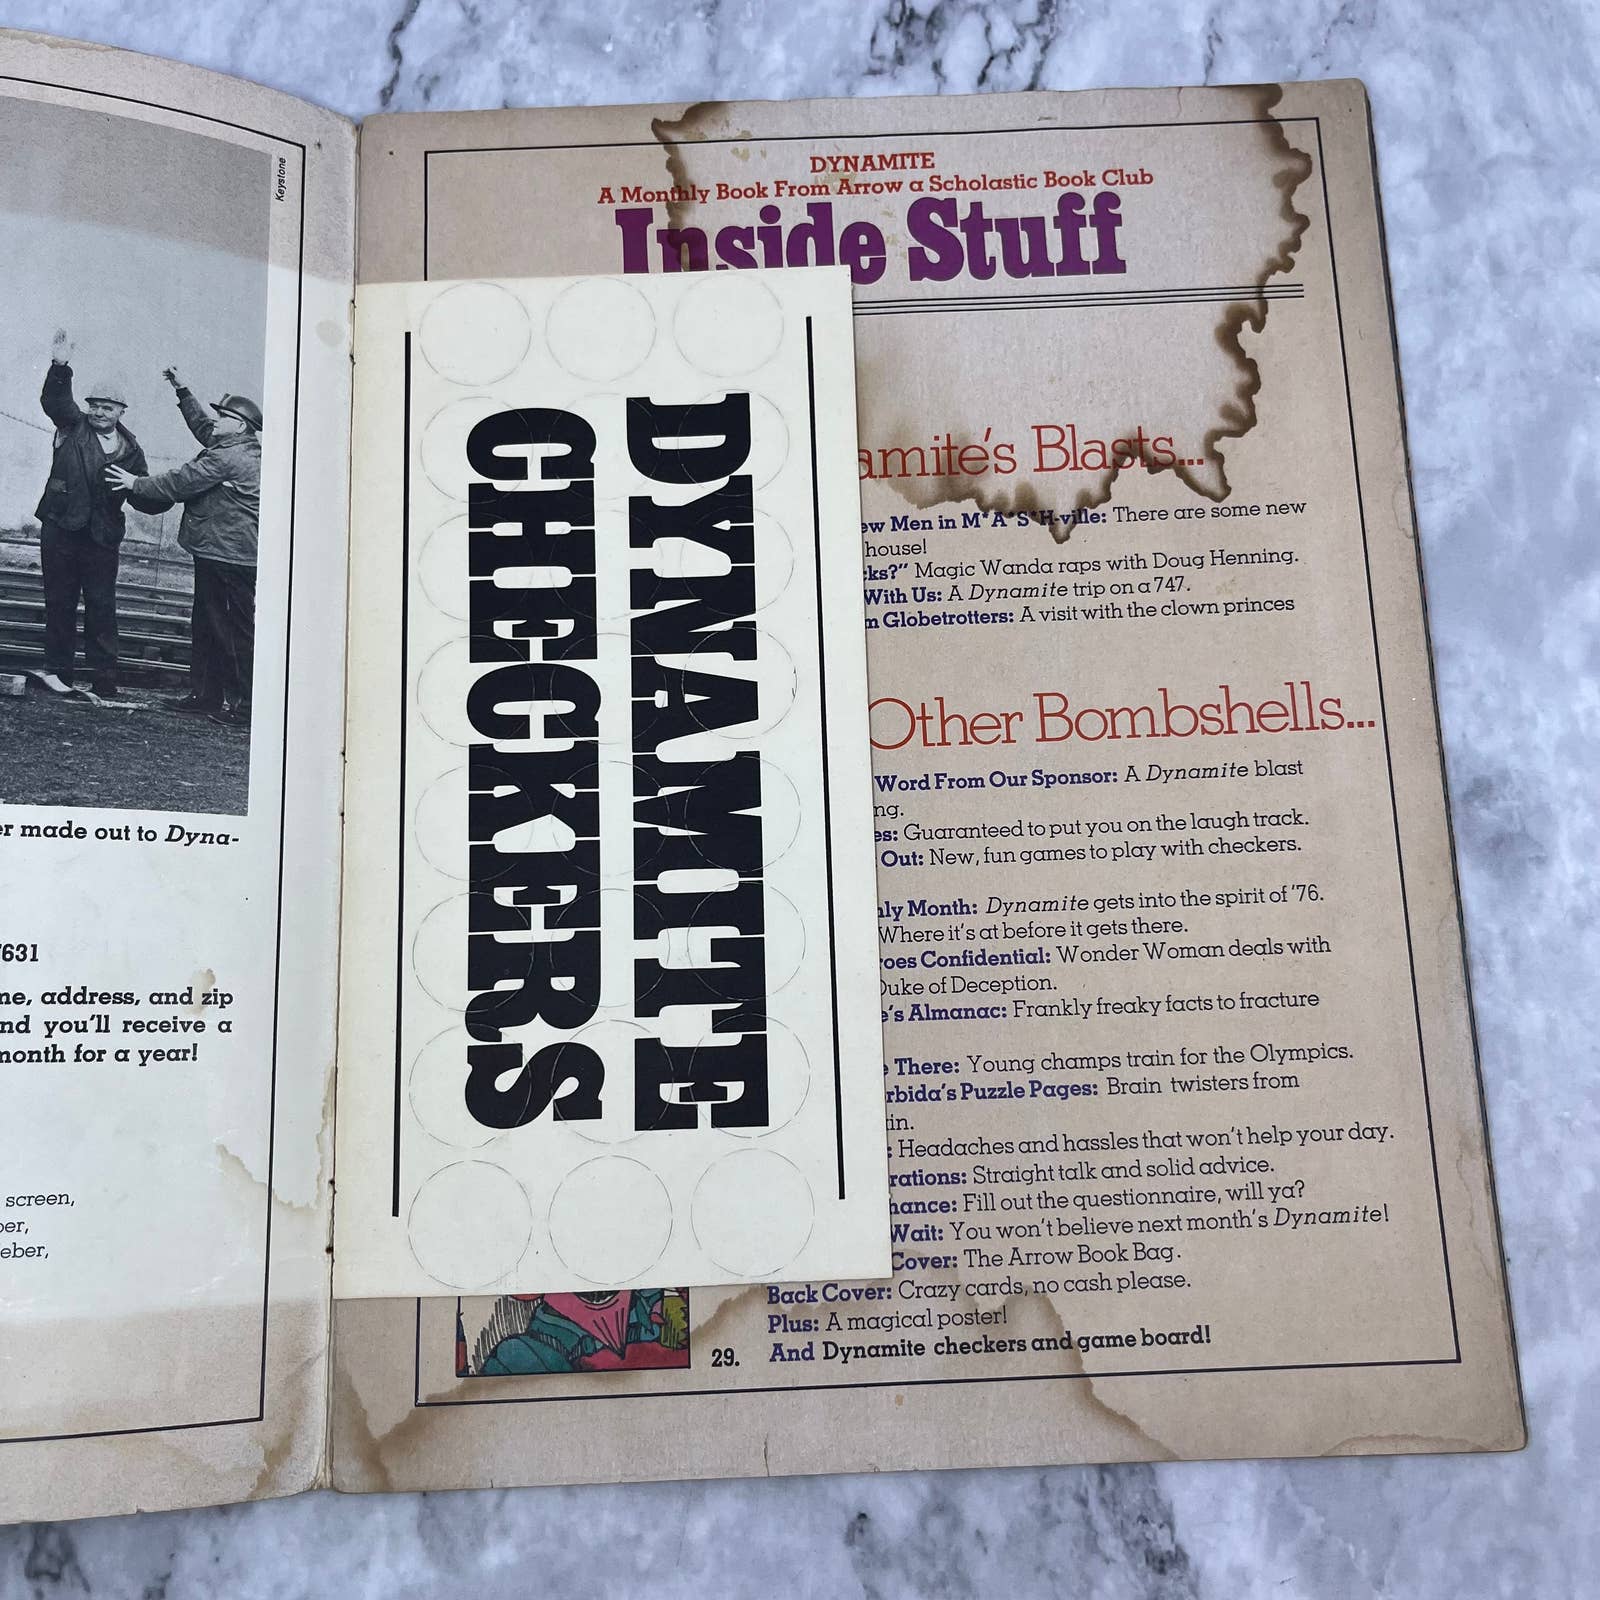 Keystone
er made out to Dyna-
7631
me, address, and zip
nd you'll receive a
month for a year!
screen,
ber,
eber,
DYNAMITE
A Monthly Book From Arrow a Scholastic Book Club
Inside Stuff
DYNAMITE
CHECKERS
amite's Blasts...
ew Men in M*A*S*H-ville: There are some new
house!
cks?" Magic Wanda raps with Doug Henning.
With Us: A Dynamite trip on a 747.
m Globetrotters: A visit with the clown princes
Other Bombshells...
Word From Our Sponsor: A Dynamite blast
ng.
es: Guaranteed to put you on the laugh track.
Out: New, fun games to play with checkers.
nly Month: Dynamite gets into the spirit of '76.
Where it's at before it gets there.
roes Confidential: Wonder Woman deals with
Duke of Deception.
e's Almanac: Frankly freaky facts to fracture
e There: Young champs train for the Olympics.
rbida's Puzzle Pages: Brain twisters from
in.
: Headaches and hassles that won't help your day.
rations: Straight talk and solid advice.
hance: Fill out the questionnaire, will ya?
Wait: You won't believe next month's Dynamite!
Cover: The Arrow Book Bag.
Back Cover: Crazy cards, no cash please.
Plus: A magical poster!
29. And Dynamite checkers and game board!